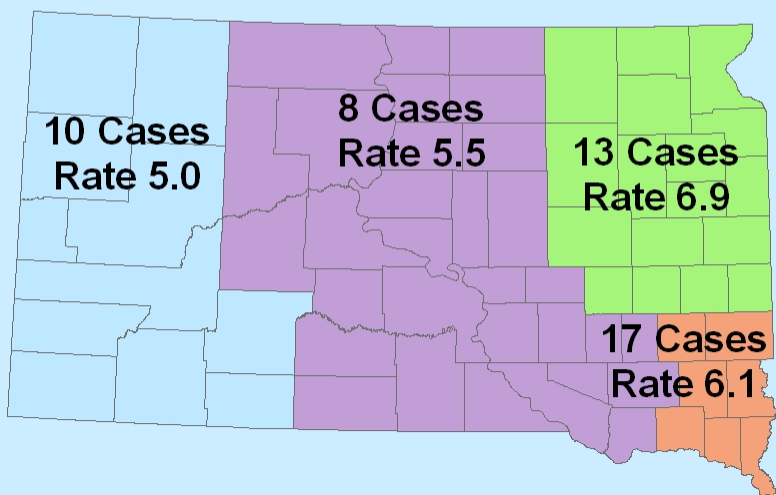 10 Cases
Rate 5.0
8 Cases
Rate 5.5
13 Cases
Rate 6.9
17 Cases
Rate 6.1